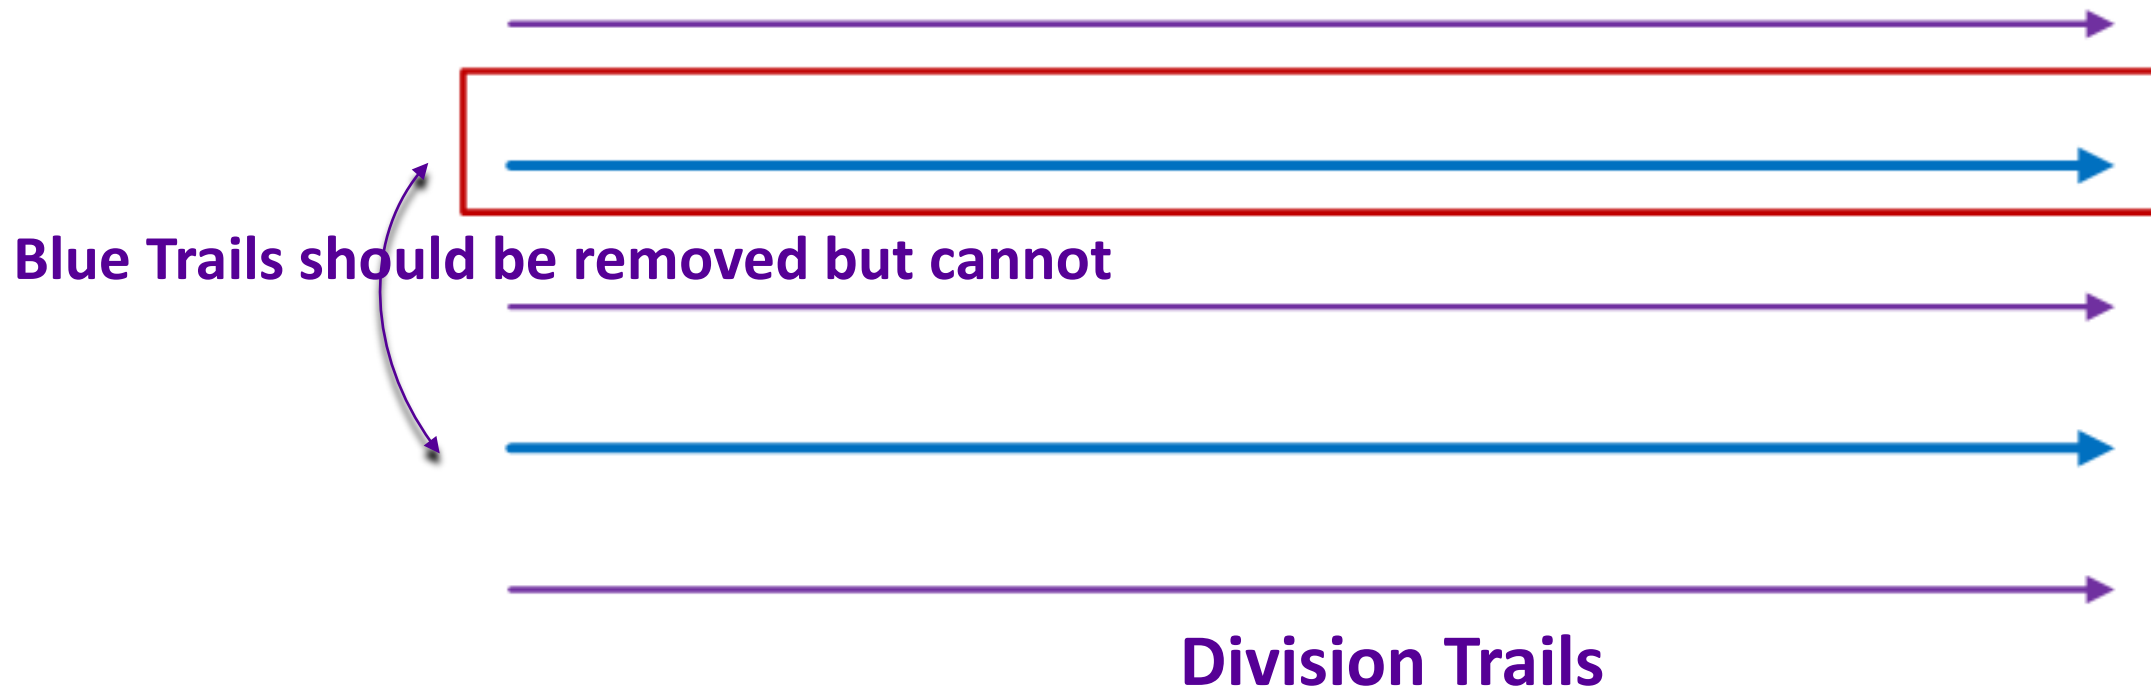 Blue Trails should be removed but cannot
Division Trails